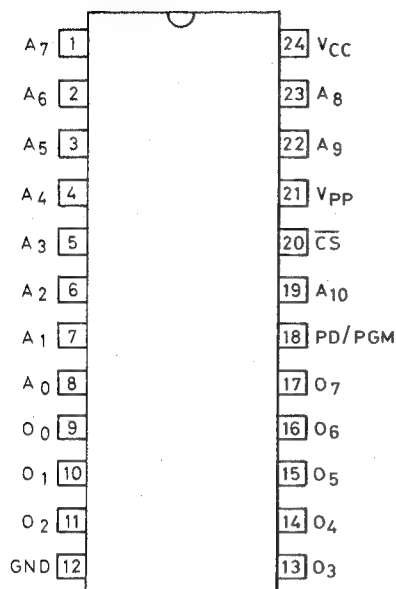 A7 1 24 VCC
A6 2 23 A8
A5 3 22 A9
A4 4 21 VPP
A3 5 20 C̅S̅
A2 6 19 A10
A1 7 18 PD/PGM
A0 8 17 O7
O0 9 16 O6
O1 10 15 O5
O2 11 14 O4
GND 12 13 O3